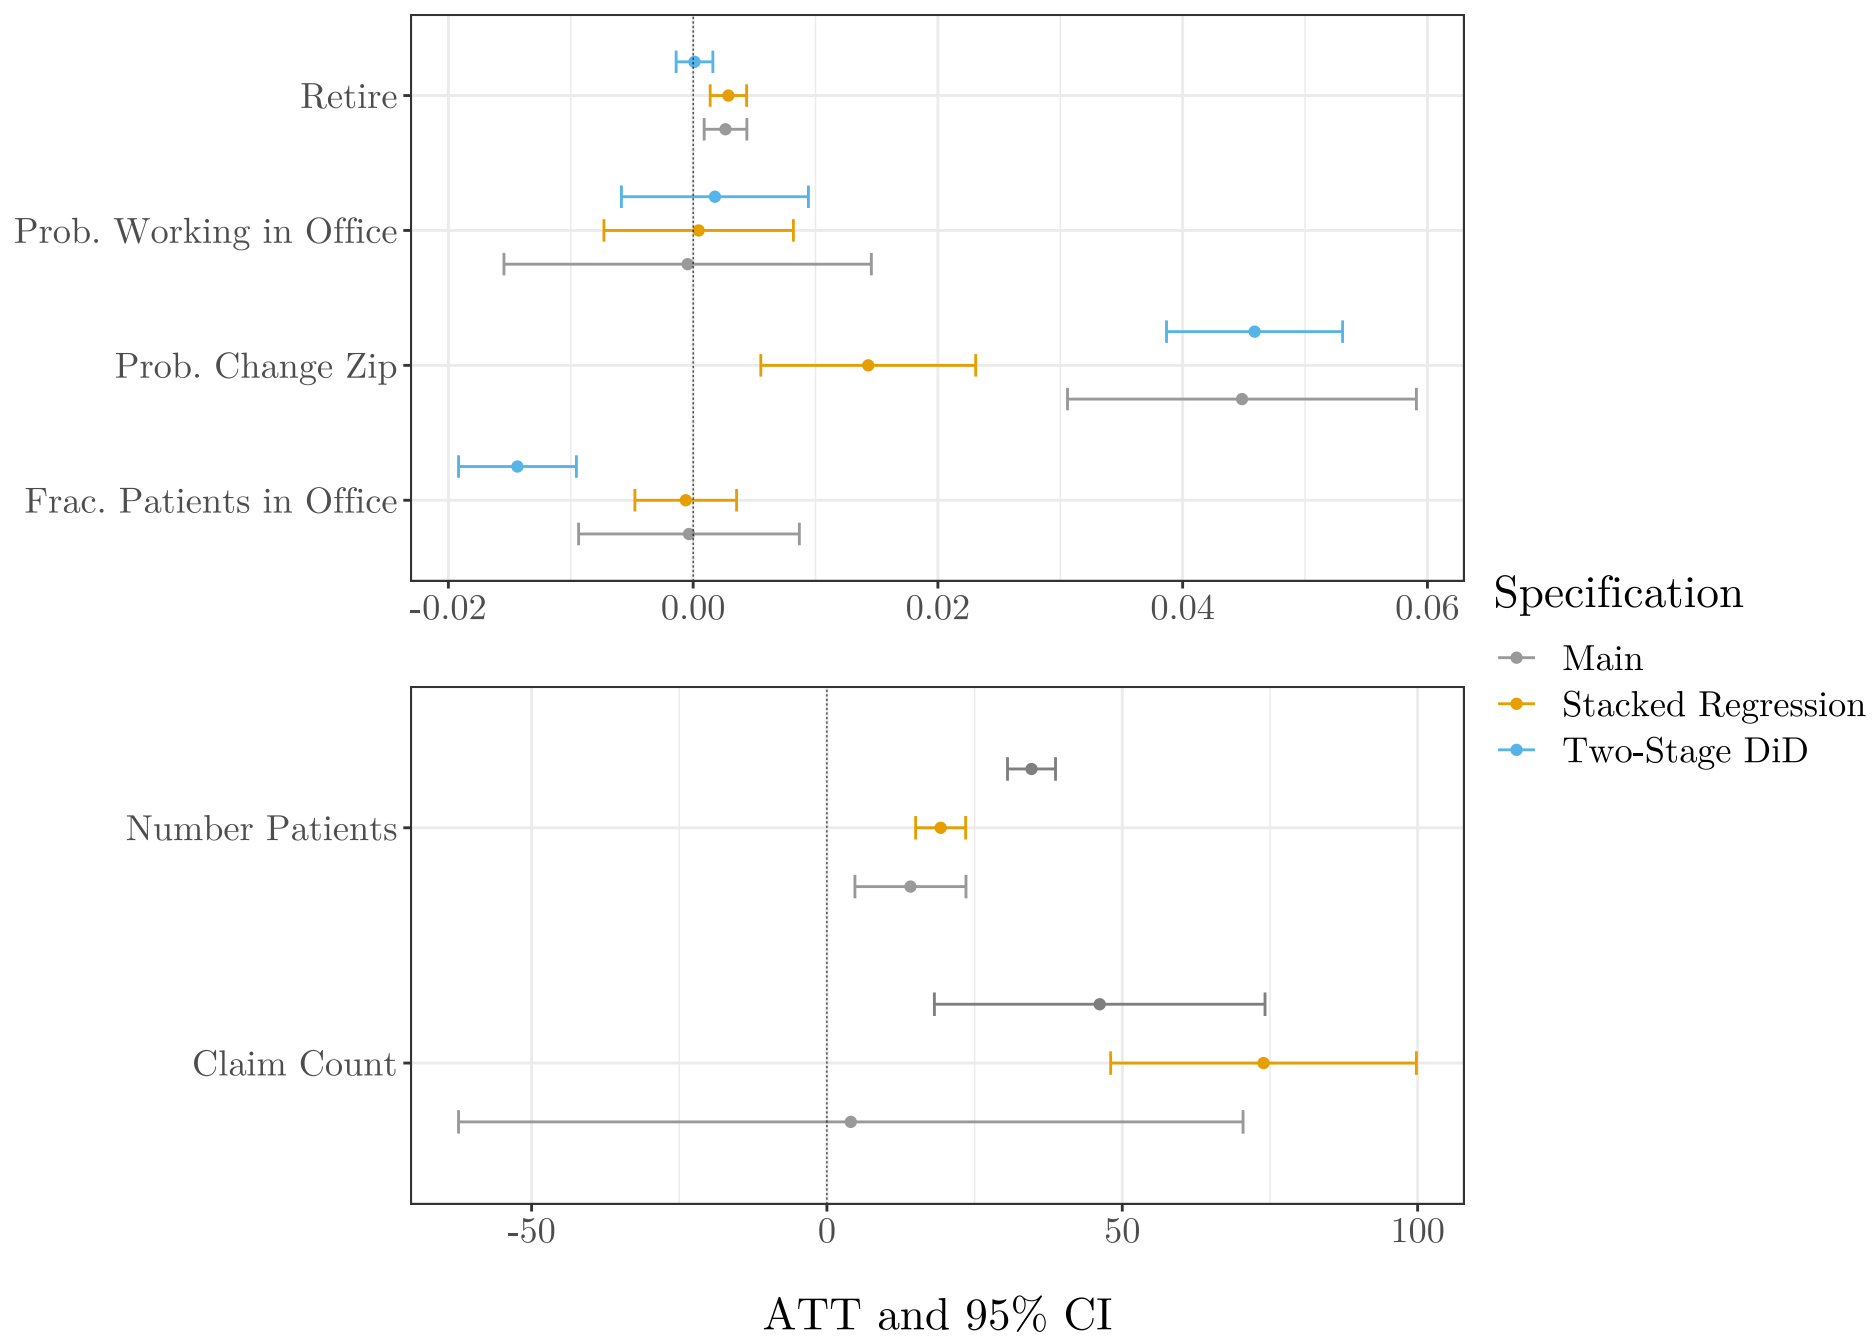 Retire
Prob. Working in Office
Prob. Change Zip
Frac. Patients in Office
-0.02 0.00 0.02 0.04 0.06
Specification
Main
Stacked Regression
Two-Stage DiD
Number Patients
Claim Count
-50 0 50 100
ATT and 95% CI